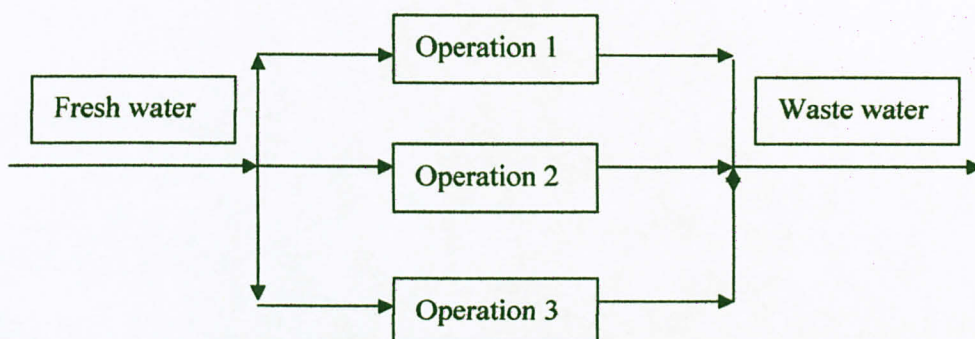 Operation 1
Fresh water
Waste water
Operation 2
Operation 3